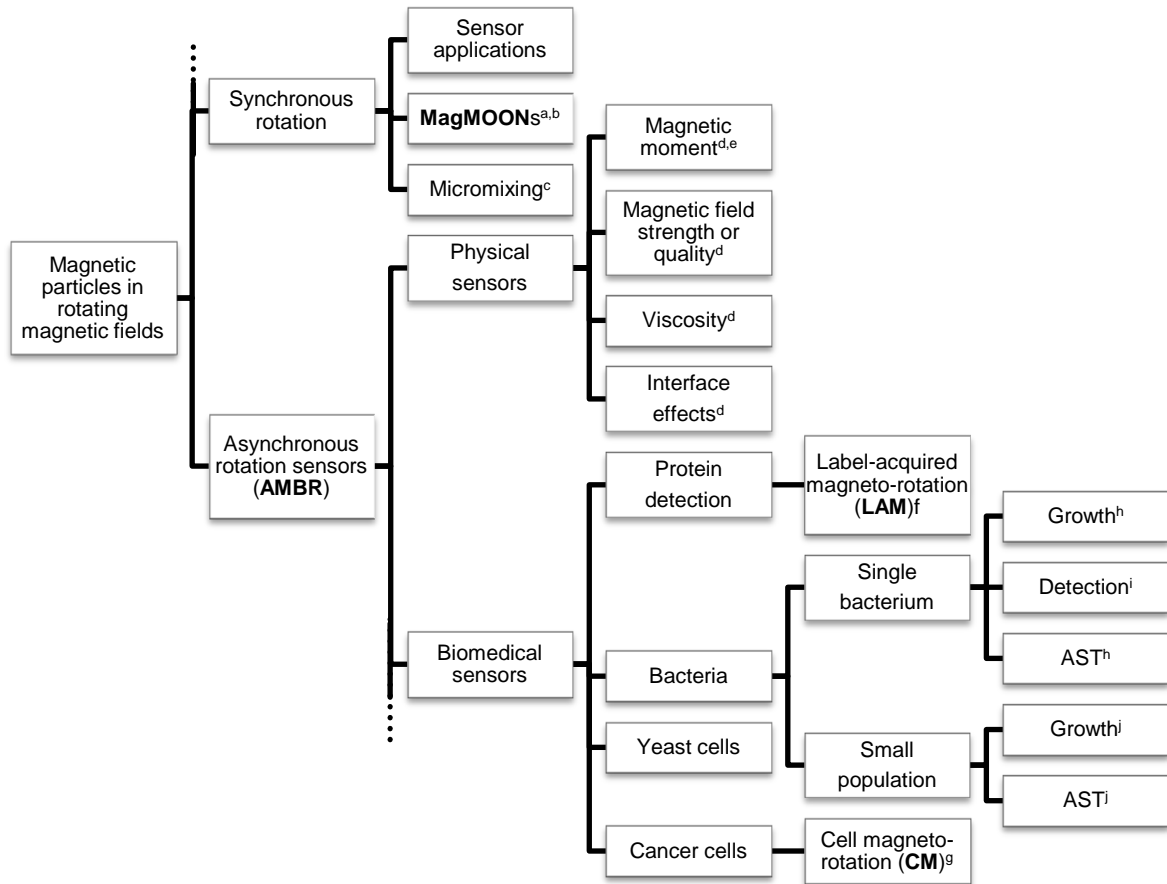 Magnetic
particles in
rotating
magnetic fields
Synchronous
rotation
Sensor
applications
MagMOONsᵃ,ᵇ
Micromixingᶜ
Asynchronous
rotation sensors
(AMBR)
Physical
sensors
Magnetic
momentᵈ,ᵉ
Magnetic field
strength or
qualityᵈ
Viscosityᵈ
Interface
effectsᵈ
Biomedical
sensors
Protein
detection
Label-acquired
magneto-rotation
(LAM)f
Bacteria
Single
bacterium
Growthʰ
Detectionⁱ
ASTʰ
Small
population
Growthʲ
ASTʲ
Yeast cells
Cancer cells
Cell magneto-
rotation (CM)ᵍ